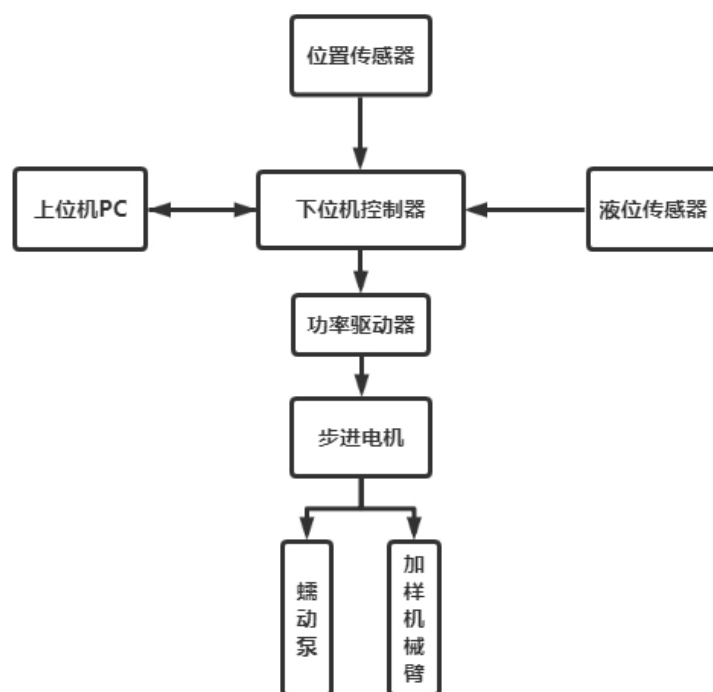 位置传感器
上位机PC
下位机控制器
液位传感器
功率驱动器
步进电机
蠕动泵
加样机械臂